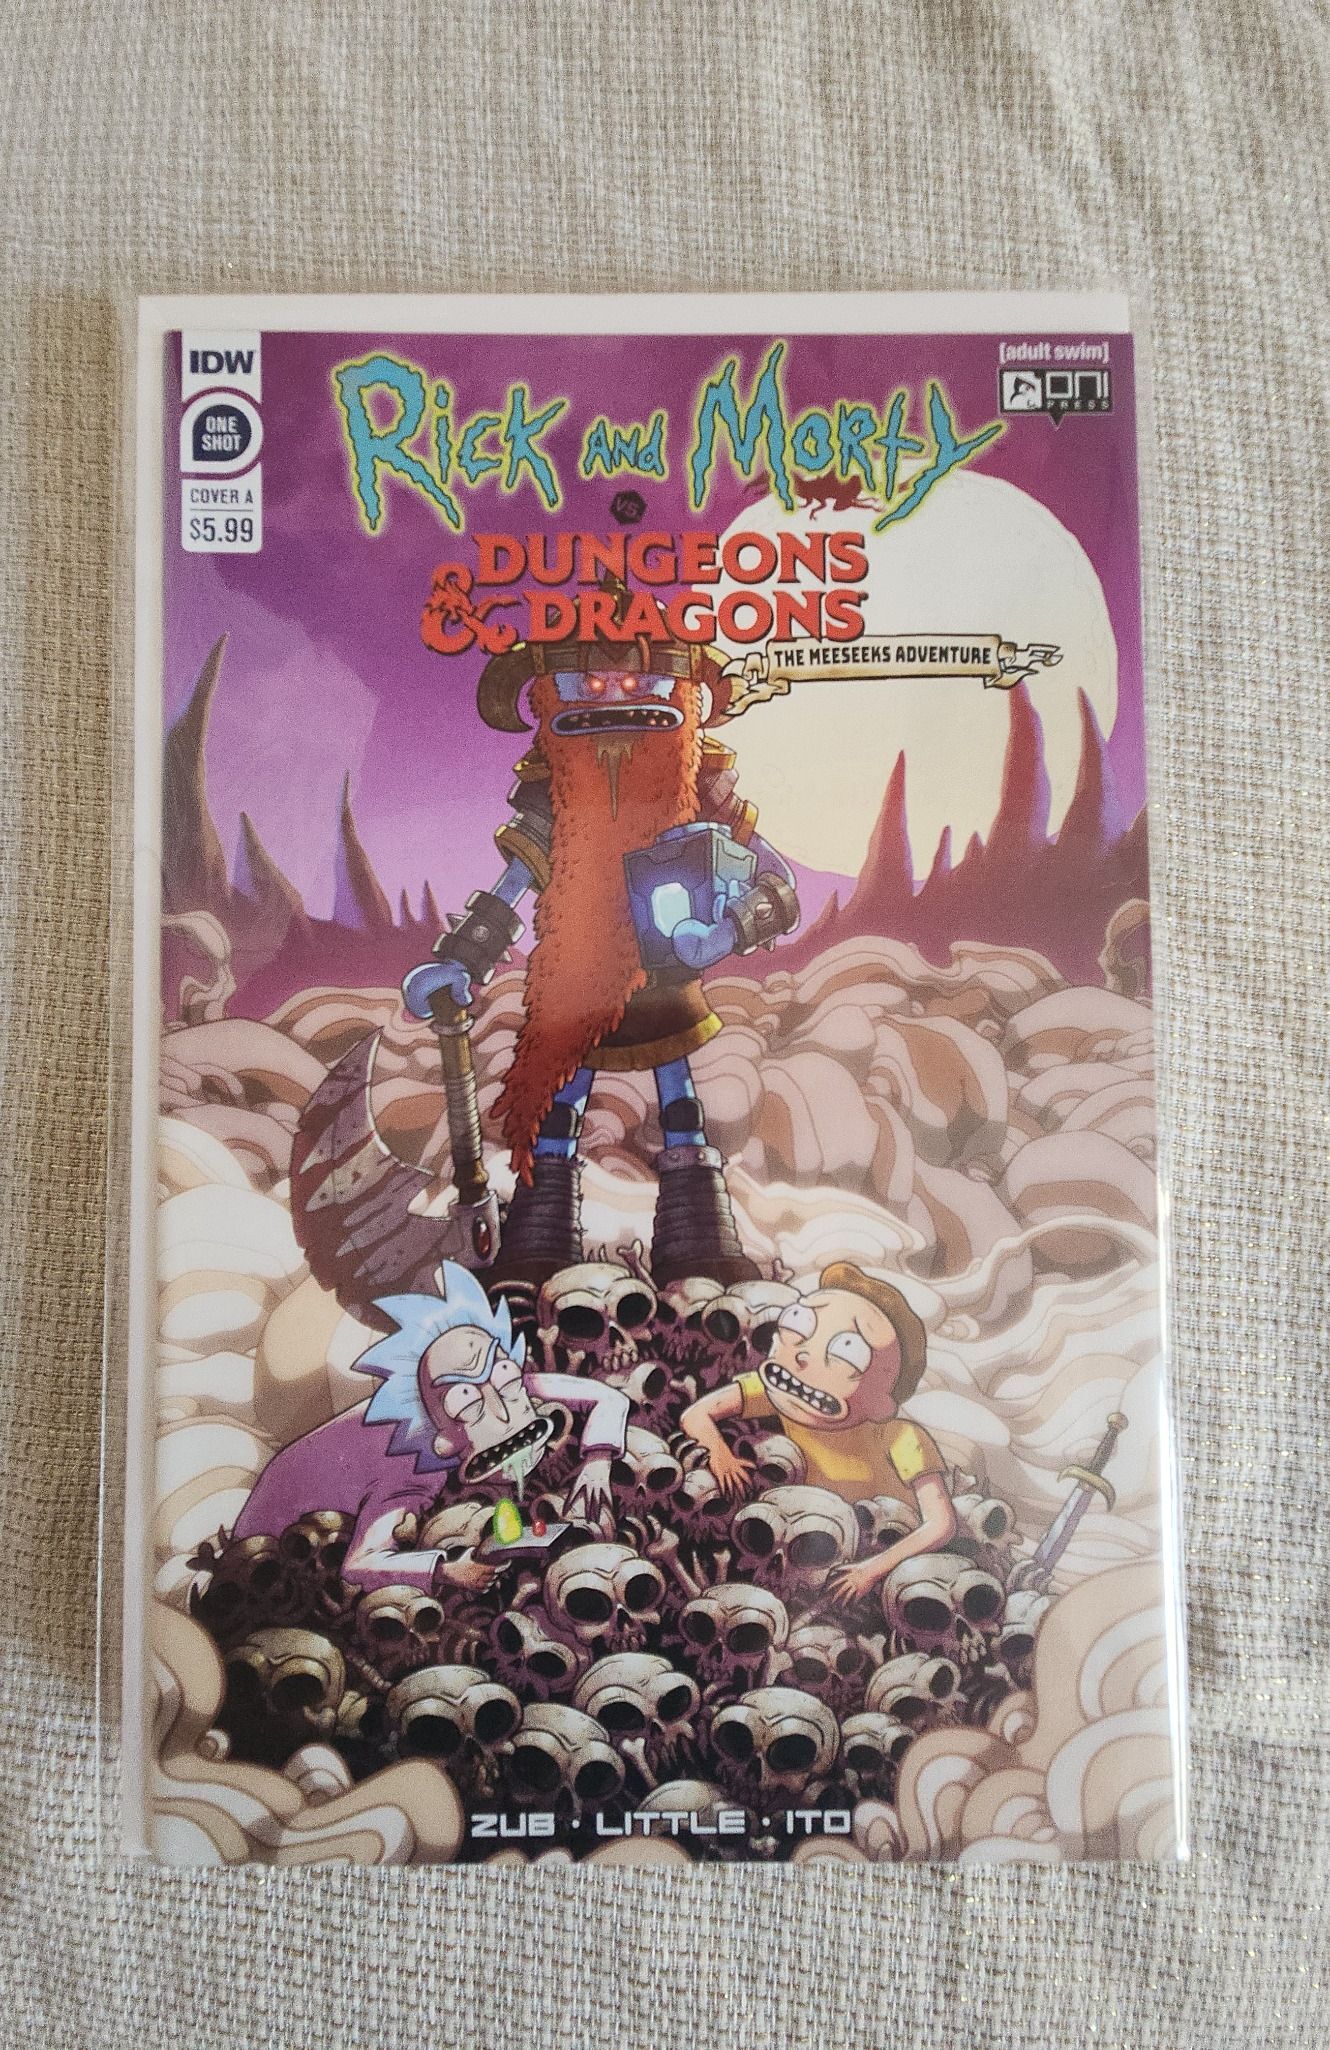 IDW
ONE
SHOT
COVER A
$5.99
[adult swim]
ONI
PRESS
RICK AND MORTY
VS.
DUNGEONS
& DRAGONS
THE MEESEEKS ADVENTURE
ZUB · LITTLE · ITO